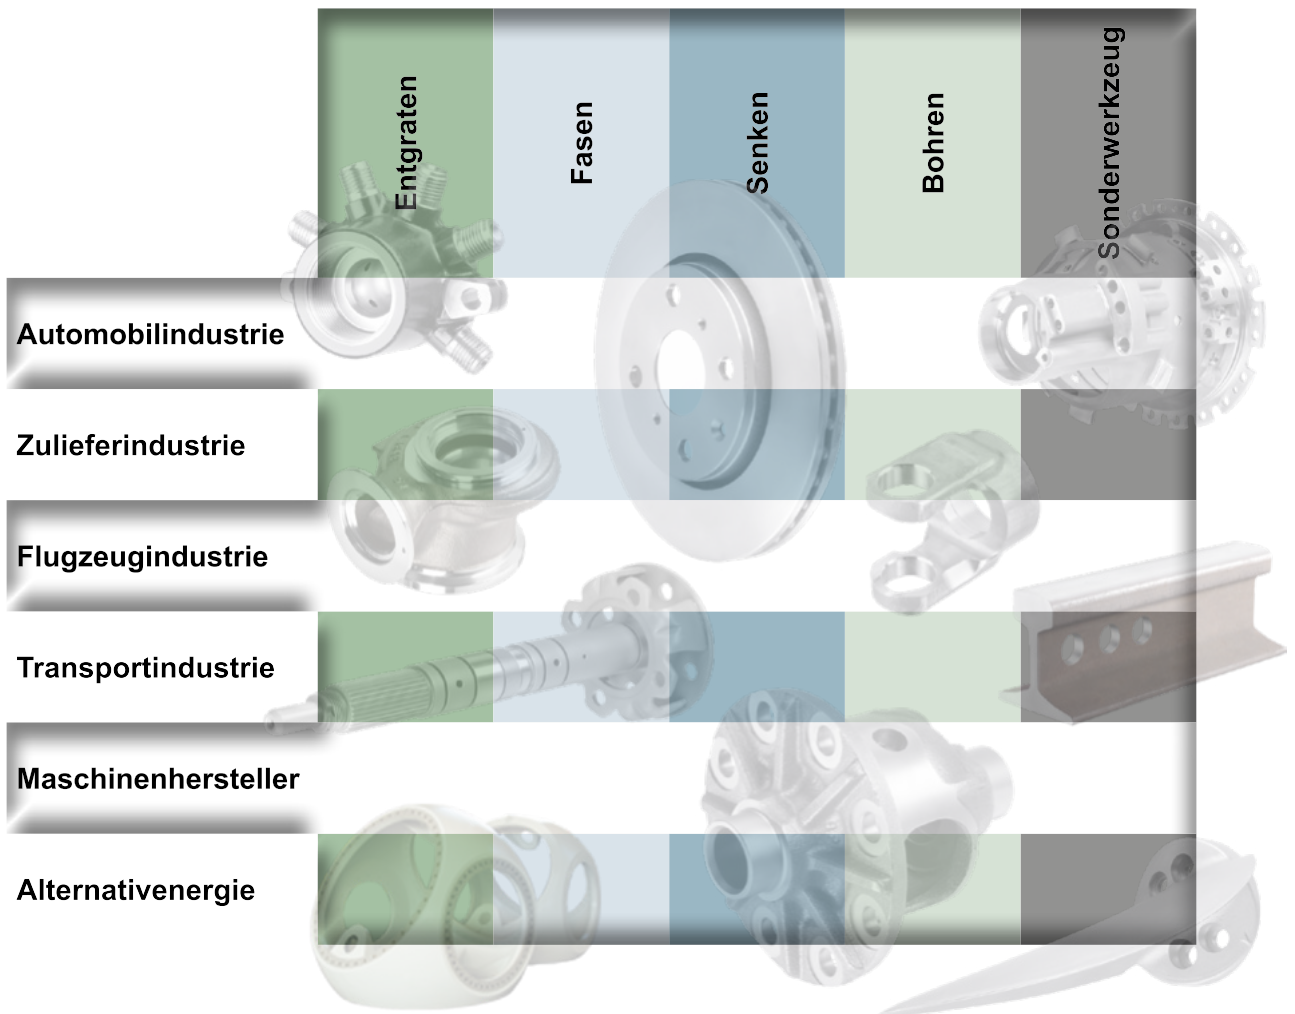 Entgraten
Fasen
Senken
Bohren
Sonderwerkzeug
Automobilindustrie
Zulieferindustrie
Flugzeugindustrie
Transportindustrie
Maschinenhersteller
Alternativenergie